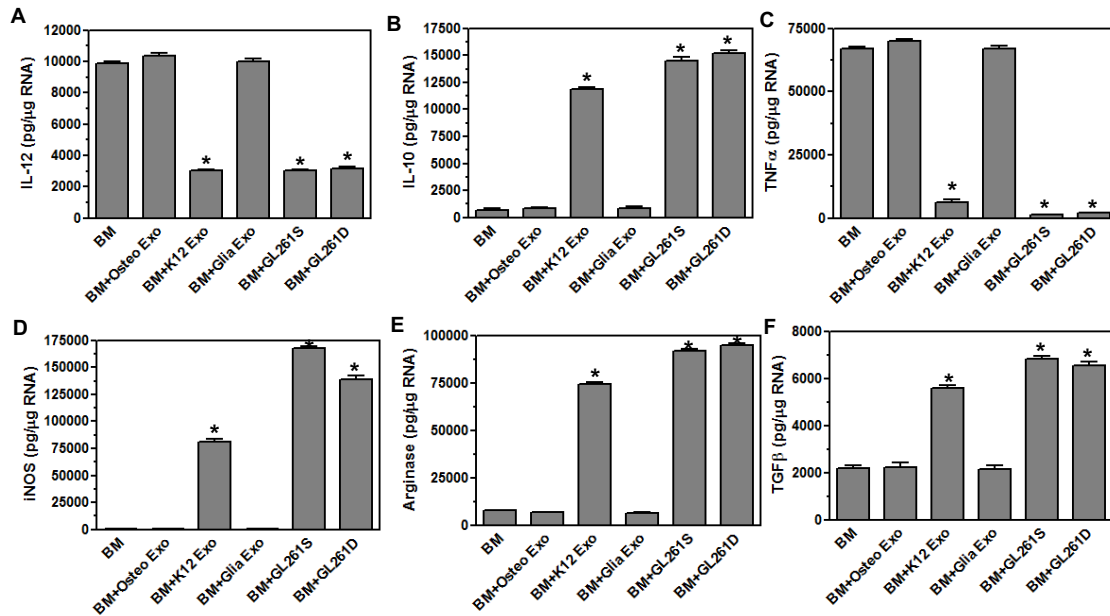 A
IL-12 (pg/μg RNA)
12000
10000
8000
6000
4000
2000
0
* * *
BM
BM+Osteo Exo
BM+K12 Exo
BM+Glia Exo
BM+GL261S
BM+GL261D
B
IL-10 (pg/μg RNA)
17500
15000
12500
10000
7500
5000
2500
0
* * *
BM
BM+Osteo Exo
BM+K12 Exo
BM+Glia Exo
BM+GL261S
BM+GL261D
C
TNFα (pg/μg RNA)
75000
50000
25000
0
* * *
BM
BM+Osteo Exo
BM+K12 Exo
BM+Glia Exo
BM+GL261S
BM+GL261D
D
iNOS (pg/μg RNA)
175000
150000
125000
100000
75000
50000
25000
0
* * *
BM
BM+Osteo Exo
BM+K12 Exo
BM+Glia Exo
BM+GL261S
BM+GL261D
E
Arginase (pg/μg RNA)
100000
75000
50000
25000
0
* * *
BM
BM+Osteo Exo
BM+K12 Exo
BM+Glia Exo
BM+GL261S
BM+GL261D
F
TGFβ (pg/μg RNA)
8000
6000
4000
2000
0
* * *
BM
BM+Osteo Exo
BM+K12 Exo
BM+Glia Exo
BM+GL261S
BM+GL261D